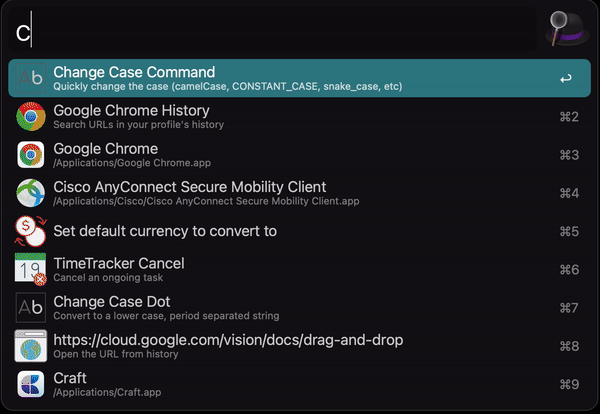 c
Ab
Change Case Command
Quickly change the case (camelCase, CONSTANT_CASE, snake_case, etc)
↩
Google Chrome History
Search URLs in your profile's history
⌘2
Google Chrome
/Applications/Google Chrome.app
⌘3
Cisco AnyConnect Secure Mobility Client
/Applications/Cisco/Cisco AnyConnect Secure Mobility Client.app
⌘4
$
Set default currency to convert to
⌘5
19
TimeTracker Cancel
Cancel an ongoing task
⌘6
Ab
Change Case Dot
Convert to a lower case, period separated string
⌘7
https://cloud.google.com/vision/docs/drag-and-drop
Open the URL from history
⌘8
Craft
/Applications/Craft.app
⌘9